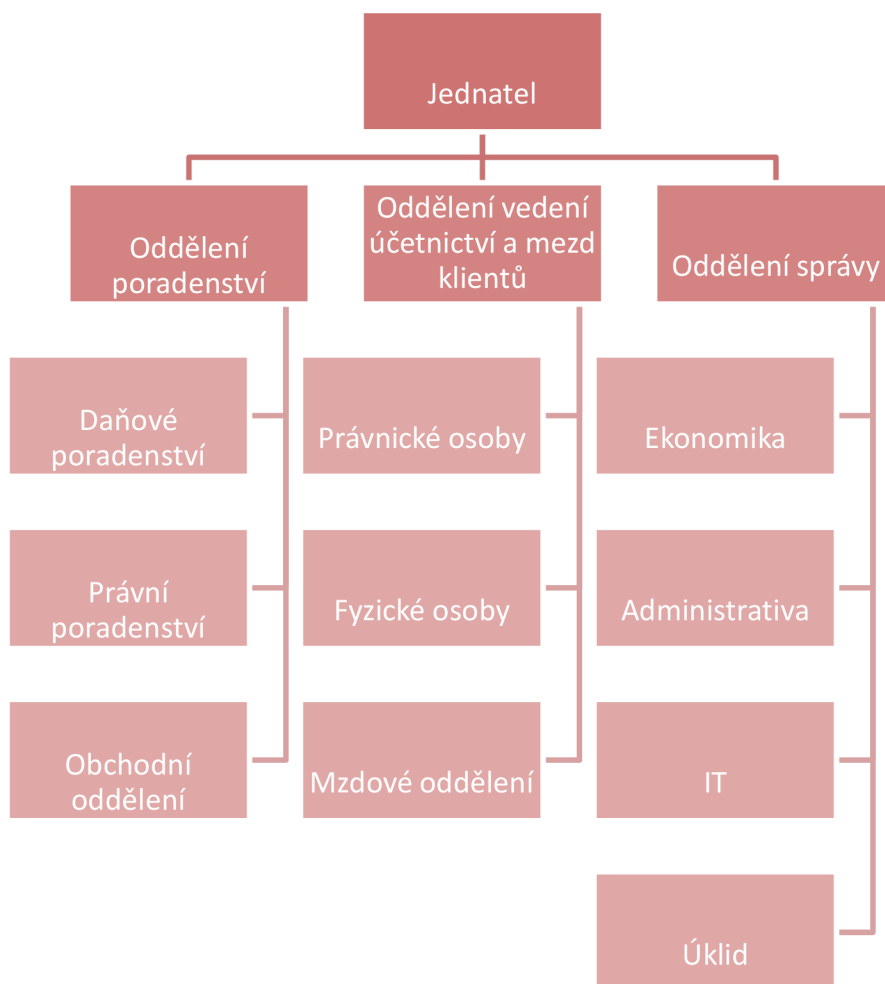 Jednatel
Oddělení
poradenství
Oddělení vedení
účetnictví a mezd
klientů
Oddělení správy
Daňové
poradenství
Právnické osoby
Ekonomika
Právní
poradenství
Fyzické osoby
Administrativa
Obchodní
oddělení
Mzdové oddělení
IT
Úklid